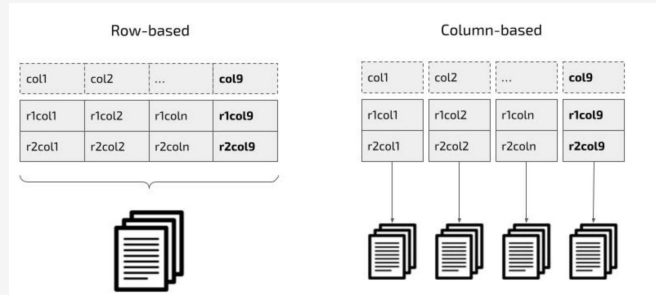 Row-based
col1 col2 ... col9
r1col1 r1col2 r1coln r1col9
r2col1 r2col2 r2coln r2col9
Column-based
col1 col2 ... col9
r1col1 r1col2 r1coln r1col9
r2col1 r2col2 r2coln r2col9